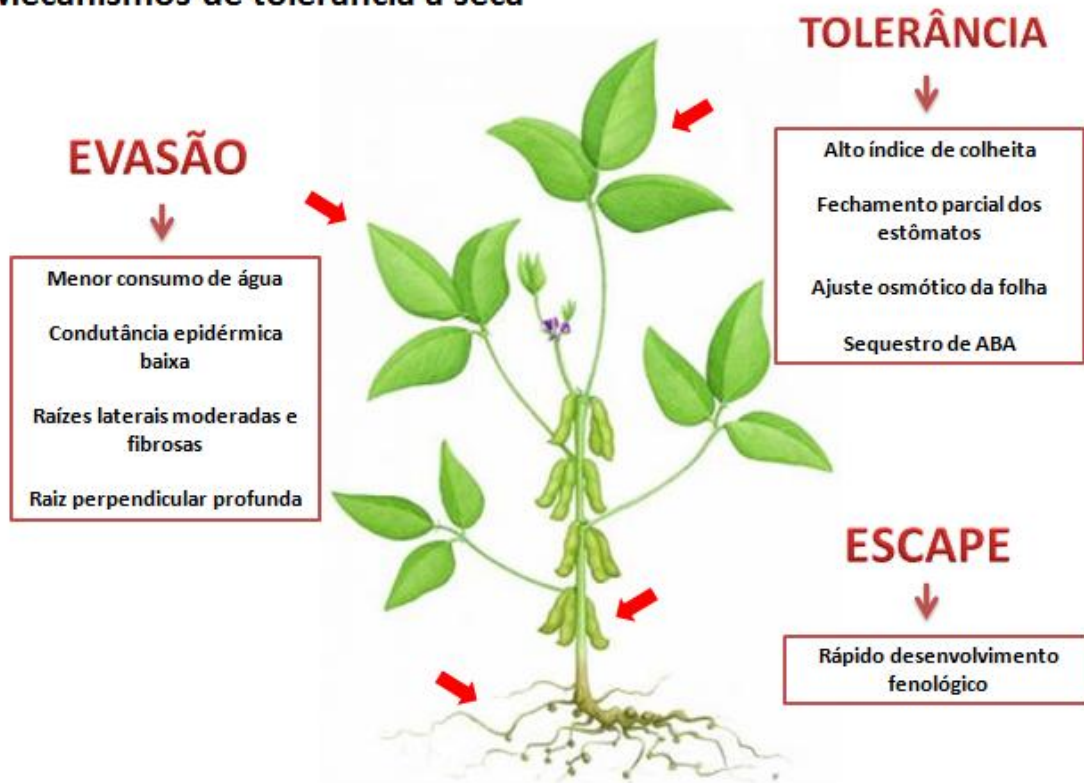 Mecanismos de tolerância à seca
TOLERÂNCIA
Alto índice de colheita
Fechamento parcial dos
estômatos
Ajuste osmótico da folha
Sequestro de ABA
EVASÃO
Menor consumo de água
Condutância epidérmica
baixa
Raízes laterais moderadas e
fibrosas
Raiz perpendicular profunda
ESCAPE
Rápido desenvolvimento
fenológico